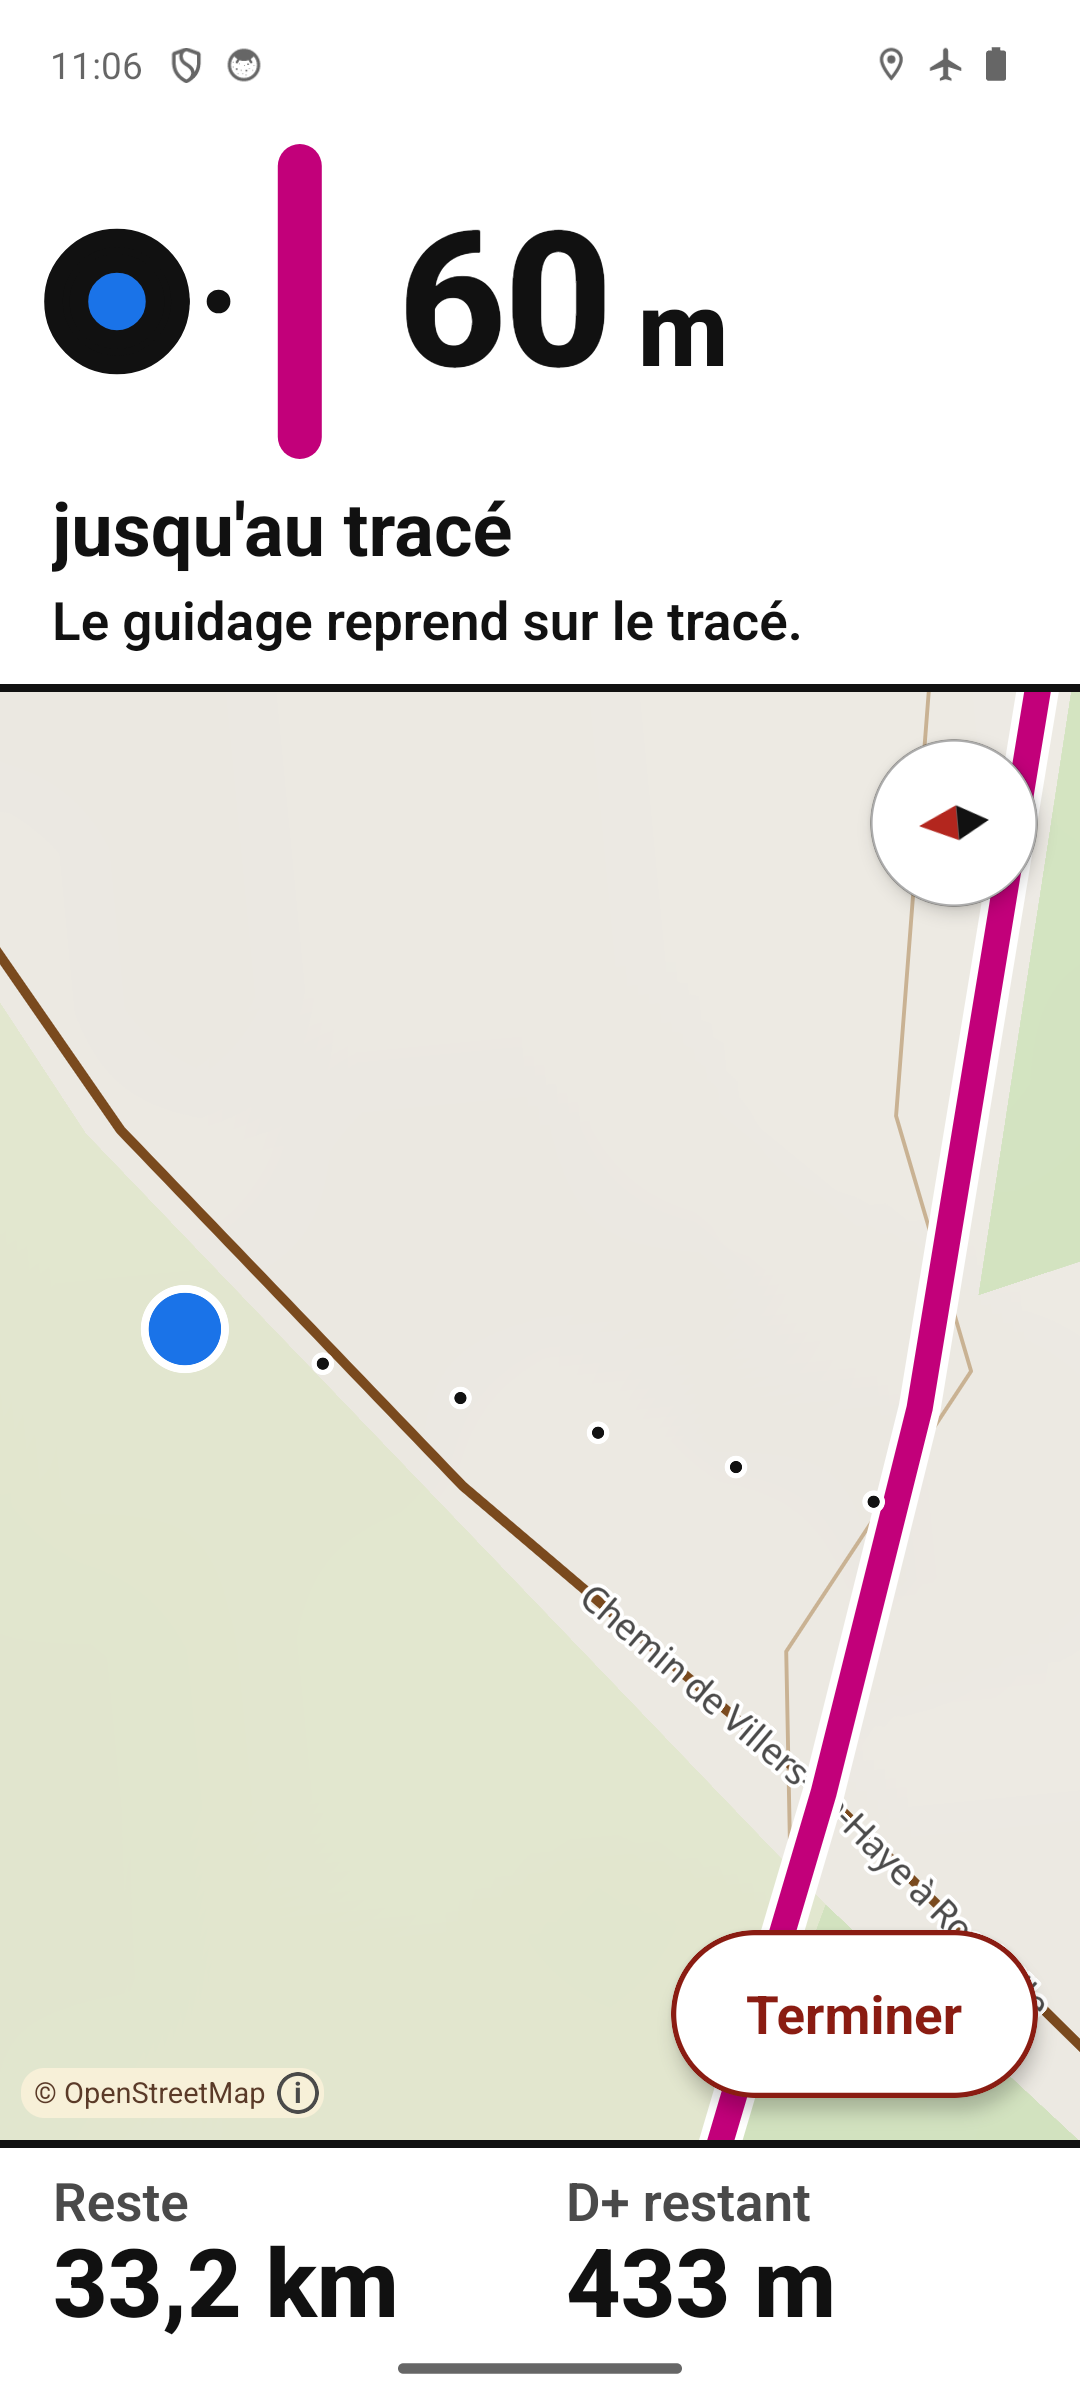 11:06
60 m
jusqu'au tracé
Le guidage reprend sur le tracé.
Chemin de Villers-
-Haye à Ro
Terminer
© OpenStreetMap
Reste
D+ restant
33,2 km
433 m